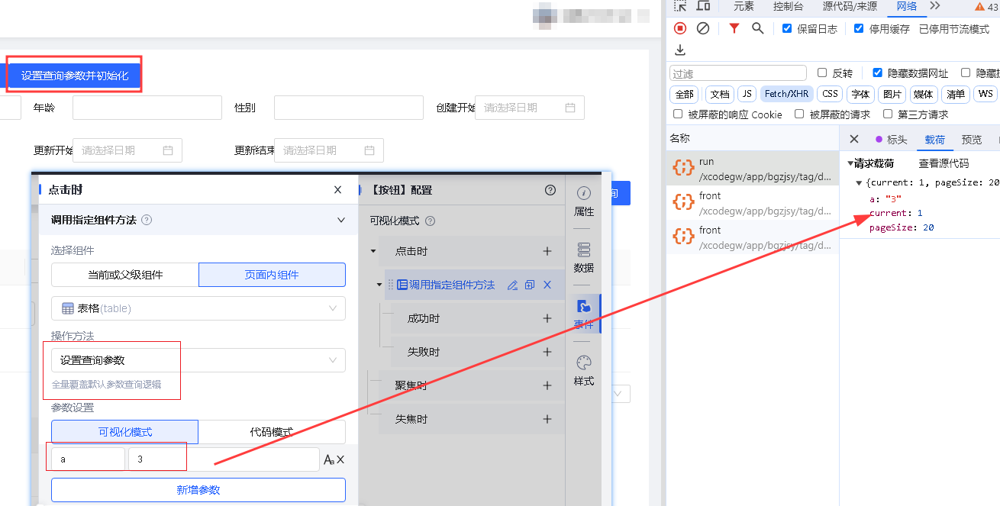 设置查询参数并初始化
年龄
性别
创建开始
请选择日期
更新开始
请选择日期
更新结束
请选择日期
询
点击时
调用指定组件方法
选择组件
当前或父级组件
页面内组件
表格(table)
操作方法
设置查询参数
全量覆盖默认参数查询逻辑
参数设置
可视化模式
代码模式
a
3
新增参数
【按钮】配置
可视化模式
点击时
调用指定组件方法
成功时
失败时
聚焦时
失焦时
属性
数据
事件
样式
元素
控制台
源代码/来源
网络
43
保留日志
停用缓存
已停用节流模式
过滤
反转
隐藏数据网址
隐藏
全部
文档
JS
Fetch/XHR
CSS
字体
图片
媒体
清单
WS
被屏蔽的响应 Cookie
被屏蔽的请求
第三方请求
名称
run
/xcodegw/app/bgzjsy/tag/d...
front
/xcodegw/app/bgzjsy/tag/d...
front
/xcodegw/app/bgzjsy/tag/d...
标头
载荷
预览
请求载荷
查看源代码
{current: 1, pageSize: 20
a: "3"
current: 1
pageSize: 20